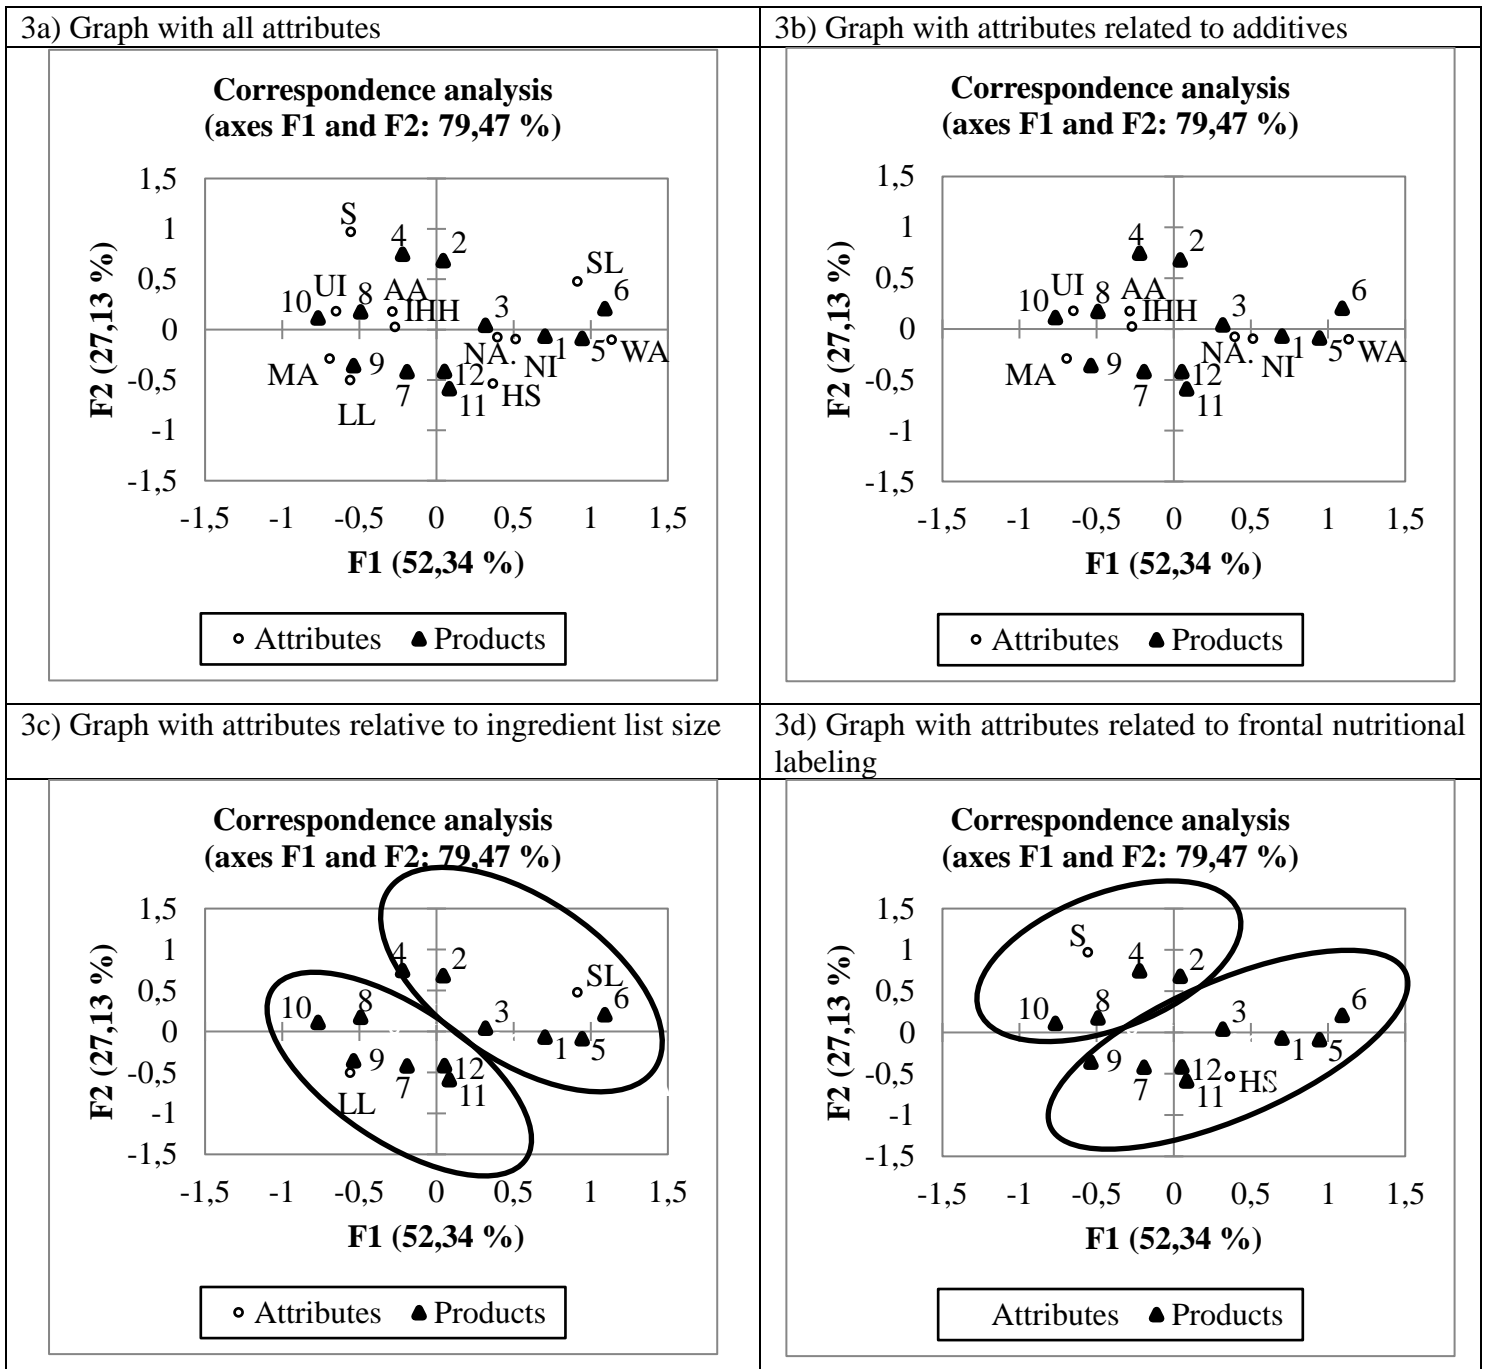 3a) Graph with all attributes
Correspondence analysis
(axes F1 and F2: 79,47 %)
F2 (27,13 %)
1,5
1
0,5
0
-0,5
-1
-1,5
S
4
2
SL
UI
8
AA
6
10
IHH
3
NA.
NI
1
5
WA
MA
9
7
12
HS
LL
11
-1,5 -1 -0,5 0 0,5 1 1,5
F1 (52,34 %)
Attributes Products
3b) Graph with attributes related to additives
Correspondence analysis
(axes F1 and F2: 79,47 %)
F2 (27,13 %)
1,5
1
0,5
0
-0,5
-1
-1,5
4
2
UI
8
AA
6
10
IHH
3
NA.
NI
1
5
WA
MA
9
7
12
11
-1,5 -1 -0,5 0 0,5 1 1,5
F1 (52,34 %)
Attributes Products
3c) Graph with attributes relative to ingredient list size
Correspondence analysis
(axes F1 and F2: 79,47 %)
F2 (27,13 %)
1,5
1
0,5
0
-0,5
-1
-1,5
4
2
SL
10
8
6
3
1
5
9
7
12
LL
11
-1,5 -1 -0,5 0 0,5 1 1,5
F1 (52,34 %)
Attributes Products
3d) Graph with attributes related to frontal nutritional
labeling
Correspondence analysis
(axes F1 and F2: 79,47 %)
F2 (27,13 %)
1,5
1
0,5
0
-0,5
-1
-1,5
S
4
2
10
8
6
3
1
5
9
7
12
HS
11
-1,5 -1 -0,5 0 0,5 1 1,5
F1 (52,34 %)
Attributes Products